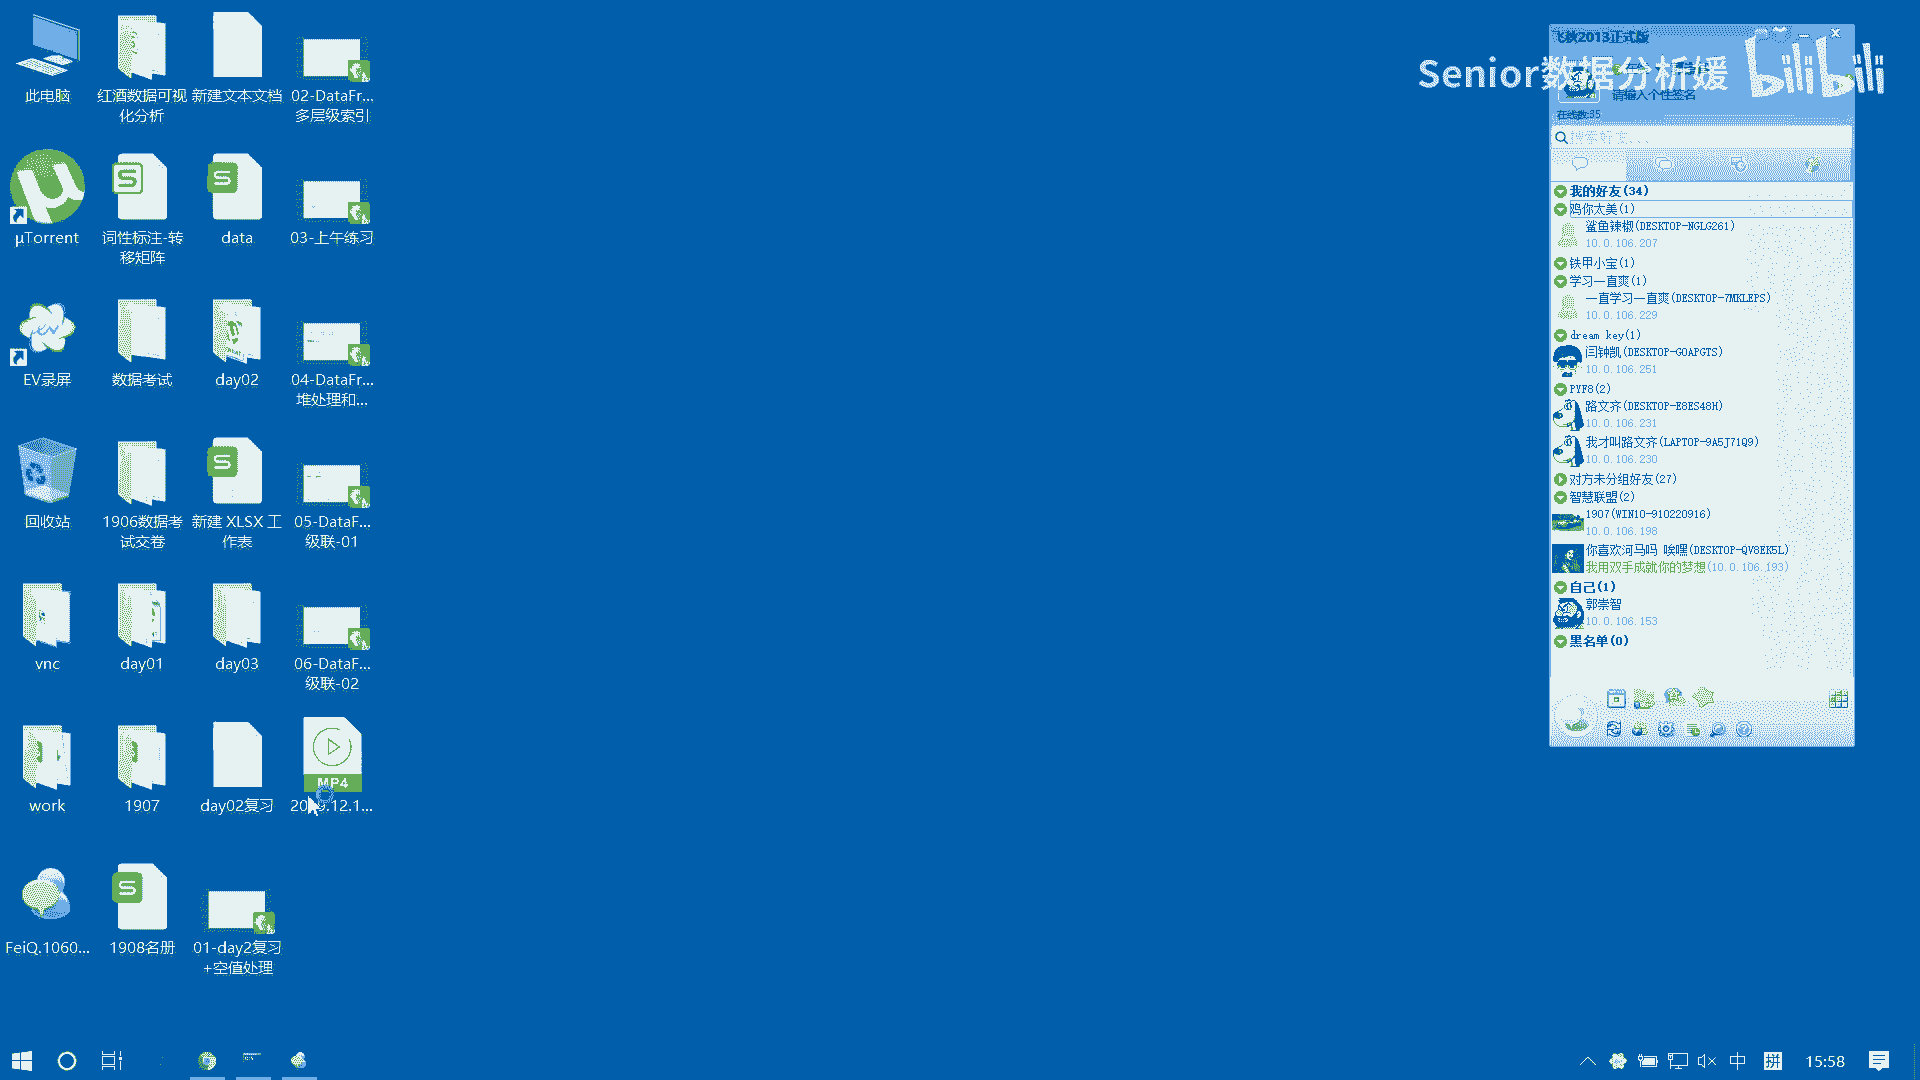 此电脑
红酒数据可视
化分析
新建文本文档
02-DataFr...
多层级索引
µTorrent
词性标注-转
移矩阵
data
03-上午练习
EV录屏
数据考试
day02
04-DataFr...
堆处理和...
回收站
1906数据考
试交卷
新建 XLSX 工
作表
05-DataF...
级联-01
vnc
day01
day03
06-DataF...
级联-02
work
1907
day02复习
MP4
FeiQ.1060...
1908名册
01-day2复习
+空值处理
飞秋2013正式版
Senior数据分析媛
bilibili
请输入个性签名
在线数:35
搜索好友...
我的好友(34)
鸡你太美(1)
鲨鱼辣椒(DESKTOP-NGLG261)
10.0.106.207
铁甲小宝(1)
学习一直爽(1)
一直学习一直爽(DESKTOP-7MKLEPS)
10.0.106.229
dream key(1)
闫钟凯(DESKTOP-GOAPGTS)
10.0.106.251
PYF8(2)
路文齐(DESKTOP-E8ES48H)
10.0.106.231
我才叫路文齐(LAPTOP-9A5J71Q9)
10.0.106.230
对方未分组好友(27)
智慧联盟(2)
1907(WIN10-910220916)
10.0.106.198
你喜欢河马吗 唉嘿(DESKTOP-QV8EK5L)
我用双手成就你的梦想(10.0.106.193)
自己(1)
郭崇智
10.0.106.153
黑名单(0)
中
拼
15:58